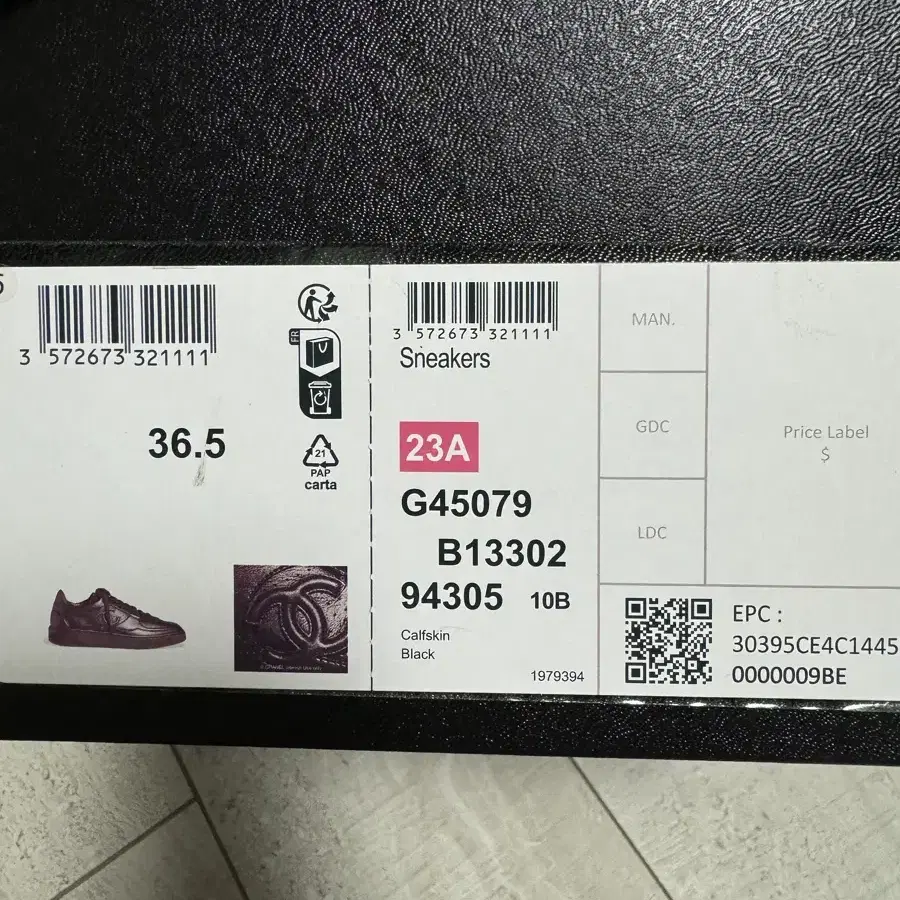 3 572673 321111
FR
21
PAP
carta
36.5
3 572673 321111
Sneakers
23A
G45079
B13302
94305 10B
Calfskin
Black
1979394
MAN.
GDC
LDC
Price Label
$
EPC :
30395CE4C1445
0000009BE